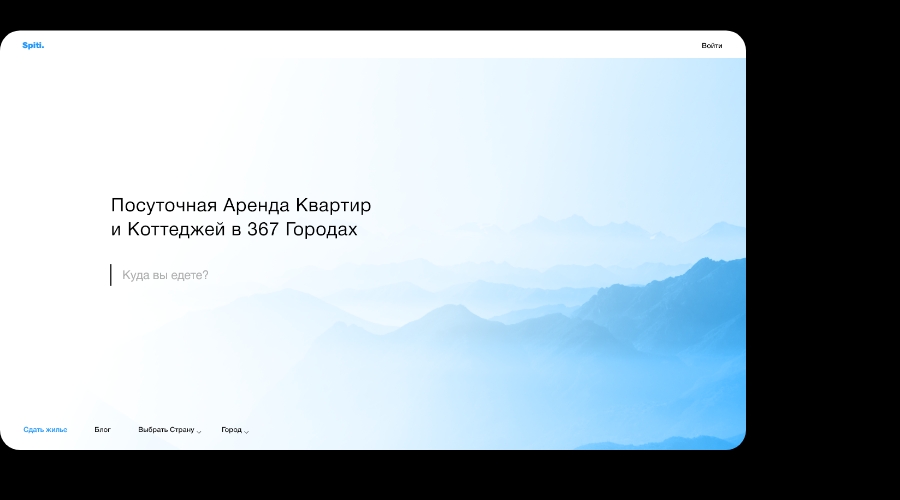 Spiti.
Войти
Посуточная Аренда Квартир
и Коттеджей в 367 Городах
Куда вы едете?
Сдать жилье
Блог
Выбрать Страну
Город